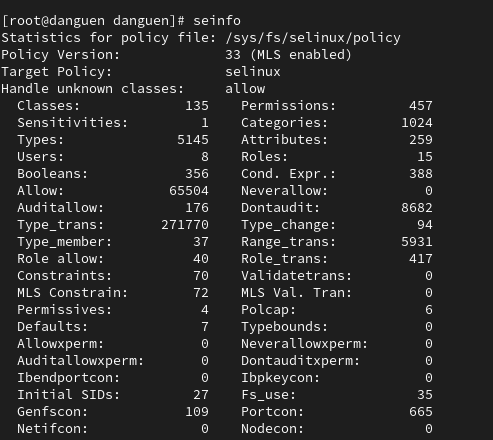 [root@danguen danguen]# seinfo
Statistics for policy file: /sys/fs/selinux/policy
Policy Version:             33 (MLS enabled)
Target Policy:              selinux
Handle unknown classes:     allow
  Classes:             135    Permissions:         457
  Sensitivities:         1    Categories:         1024
  Types:              5145    Attributes:          259
  Users:                 8    Roles:                15
  Booleans:            356    Cond. Expr.:         388
  Allow:             65504    Neverallow:            0
  Auditallow:          176    Dontaudit:          8682
  Type_trans:       271770    Type_change:          94
  Type_member:          37    Range_trans:        5931
  Role allow:           40    Role_trans:          417
  Constraints:          70    Validatetrans:         0
  MLS Constrain:        72    MLS Val. Tran:         0
  Permissives:           4    Polcap:                6
  Defaults:              7    Typebounds:            0
  Allowxperm:            0    Neverallowxperm:       0
  Auditallowxperm:       0    Dontauditxperm:        0
  Ibendportcon:          0    Ibpkeycon:             0
  Initial SIDs:         27    Fs_use:               35
  Genfscon:            109    Portcon:             665
  Netifcon:              0    Nodecon:               0